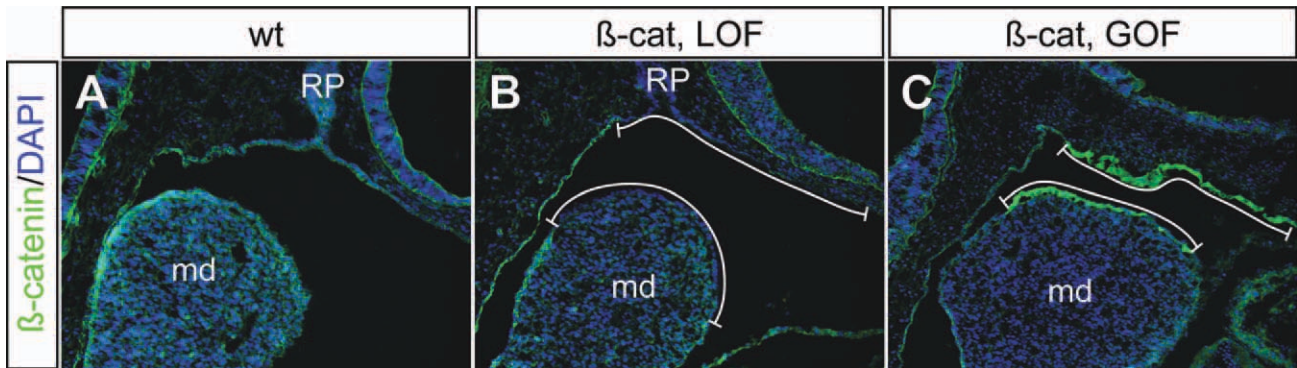 wt
ß-cat, LOF
ß-cat, GOF
ß-catenin/DAPI
A
RP
md
B
RP
md
C
md